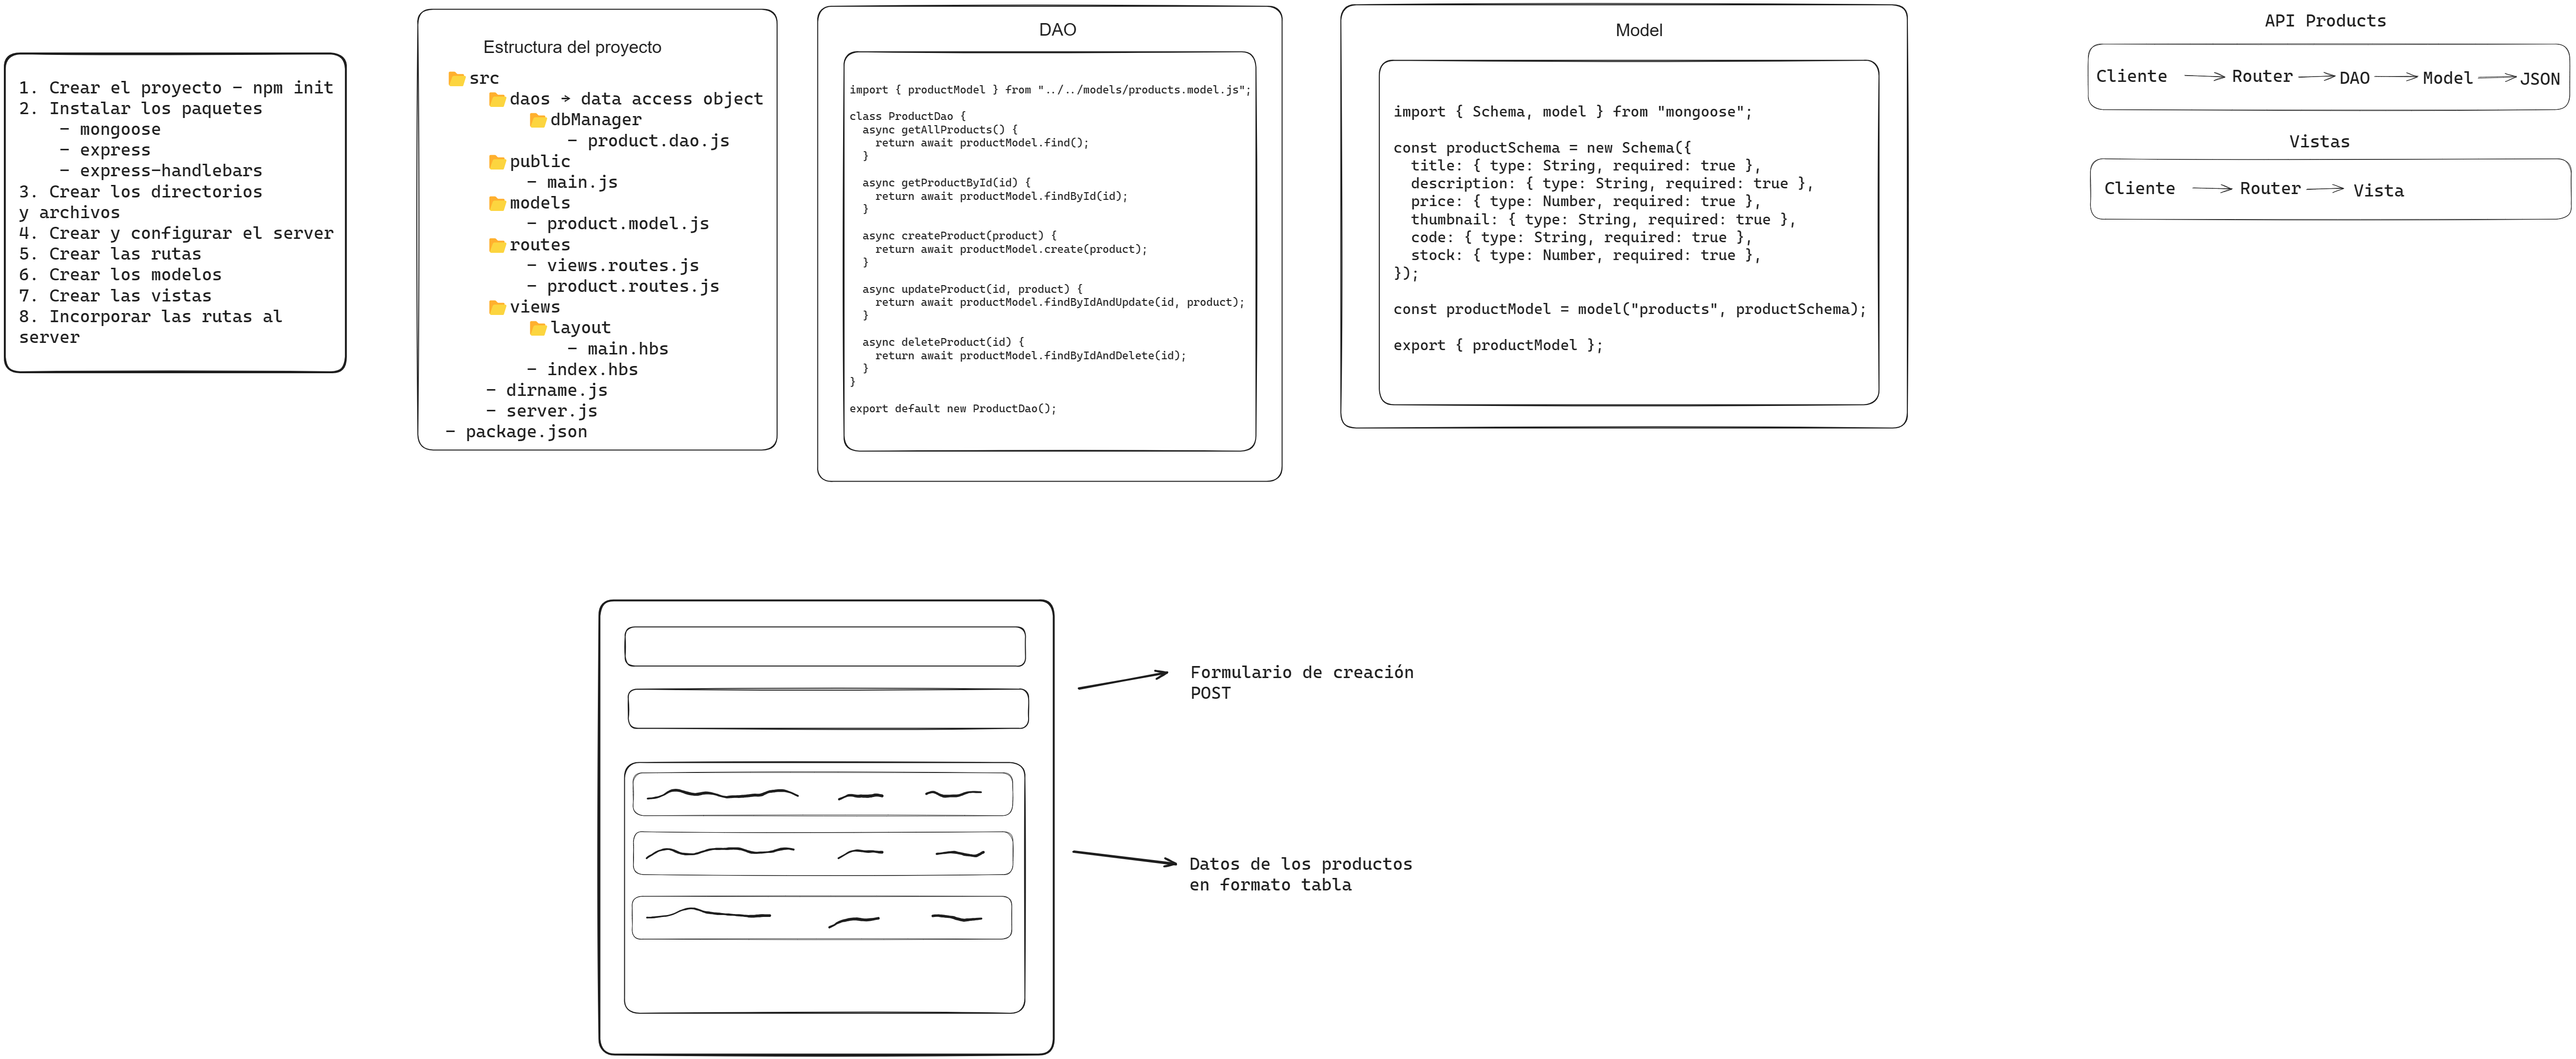 1. Crear el proyecto - npm init
2. Instalar los paquetes
- mongoose
- express
- express-handlebars
3. Crear los directorios
y archivos
4. Crear y configurar el server
5. Crear las rutas
6. Crear los modelos
7. Crear las vistas
8. Incorporar las rutas al
server
Estructura del proyecto
src
daos → data access object
dbManager
- product.dao.js
public
- main.js
models
- product.model.js
routes
- views.routes.js
- product.routes.js
views
layout
- main.hbs
- index.hbs
- dirname.js
- server.js
- package.json
DAO
import { productModel } from "../../models/products.model.js";
class ProductDao {
async getAllProducts() {
return await productModel.find();
}
async getProductById(id) {
return await productModel.findById(id);
}
async createProduct(product) {
return await productModel.create(product);
}
async updateProduct(id, product) {
return await productModel.findByIdAndUpdate(id, product);
}
async deleteProduct(id) {
return await productModel.findByIdAndDelete(id);
}
}
export default new ProductDao();
Model
import { Schema, model } from "mongoose";
const productSchema = new Schema({
title: { type: String, required: true },
description: { type: String, required: true },
price: { type: Number, required: true },
thumbnail: { type: String, required: true },
code: { type: String, required: true },
stock: { type: Number, required: true },
});
const productModel = model("products", productSchema);
export { productModel };
API Products
Cliente Router DAO Model JSON
Vistas
Cliente Router Vista
Formulario de creación
POST
Datos de los productos
en formato tabla